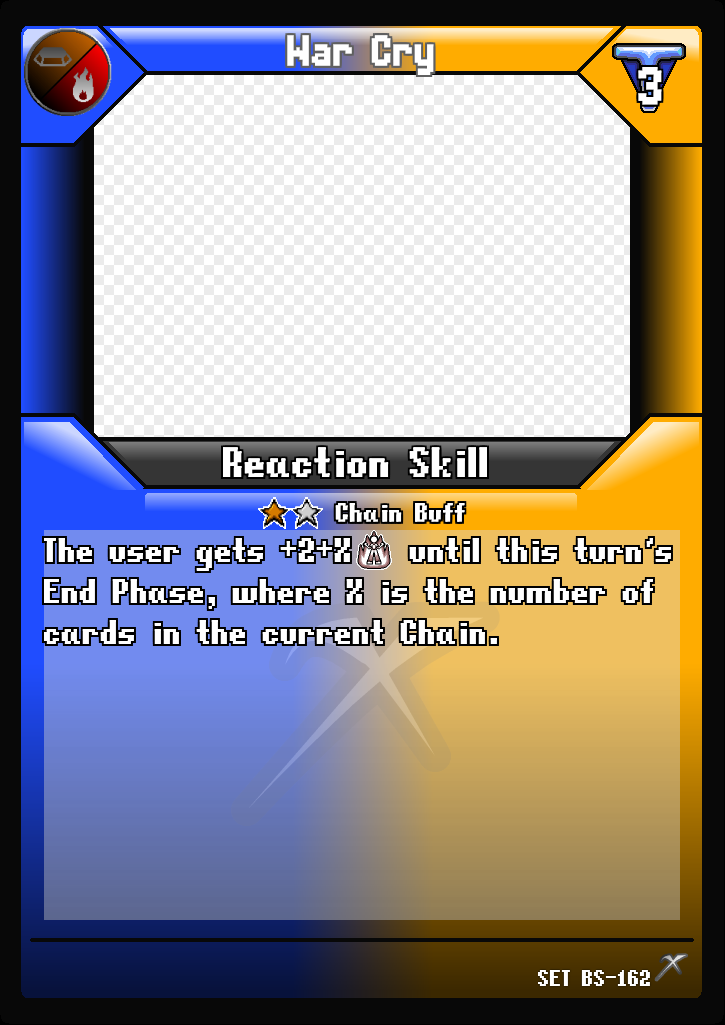 War Cry
3
Reaction Skill
Chain Buff
The user gets +2+X until this turn's
End Phase, where X is the number of
cards in the current Chain.
SET BS-162